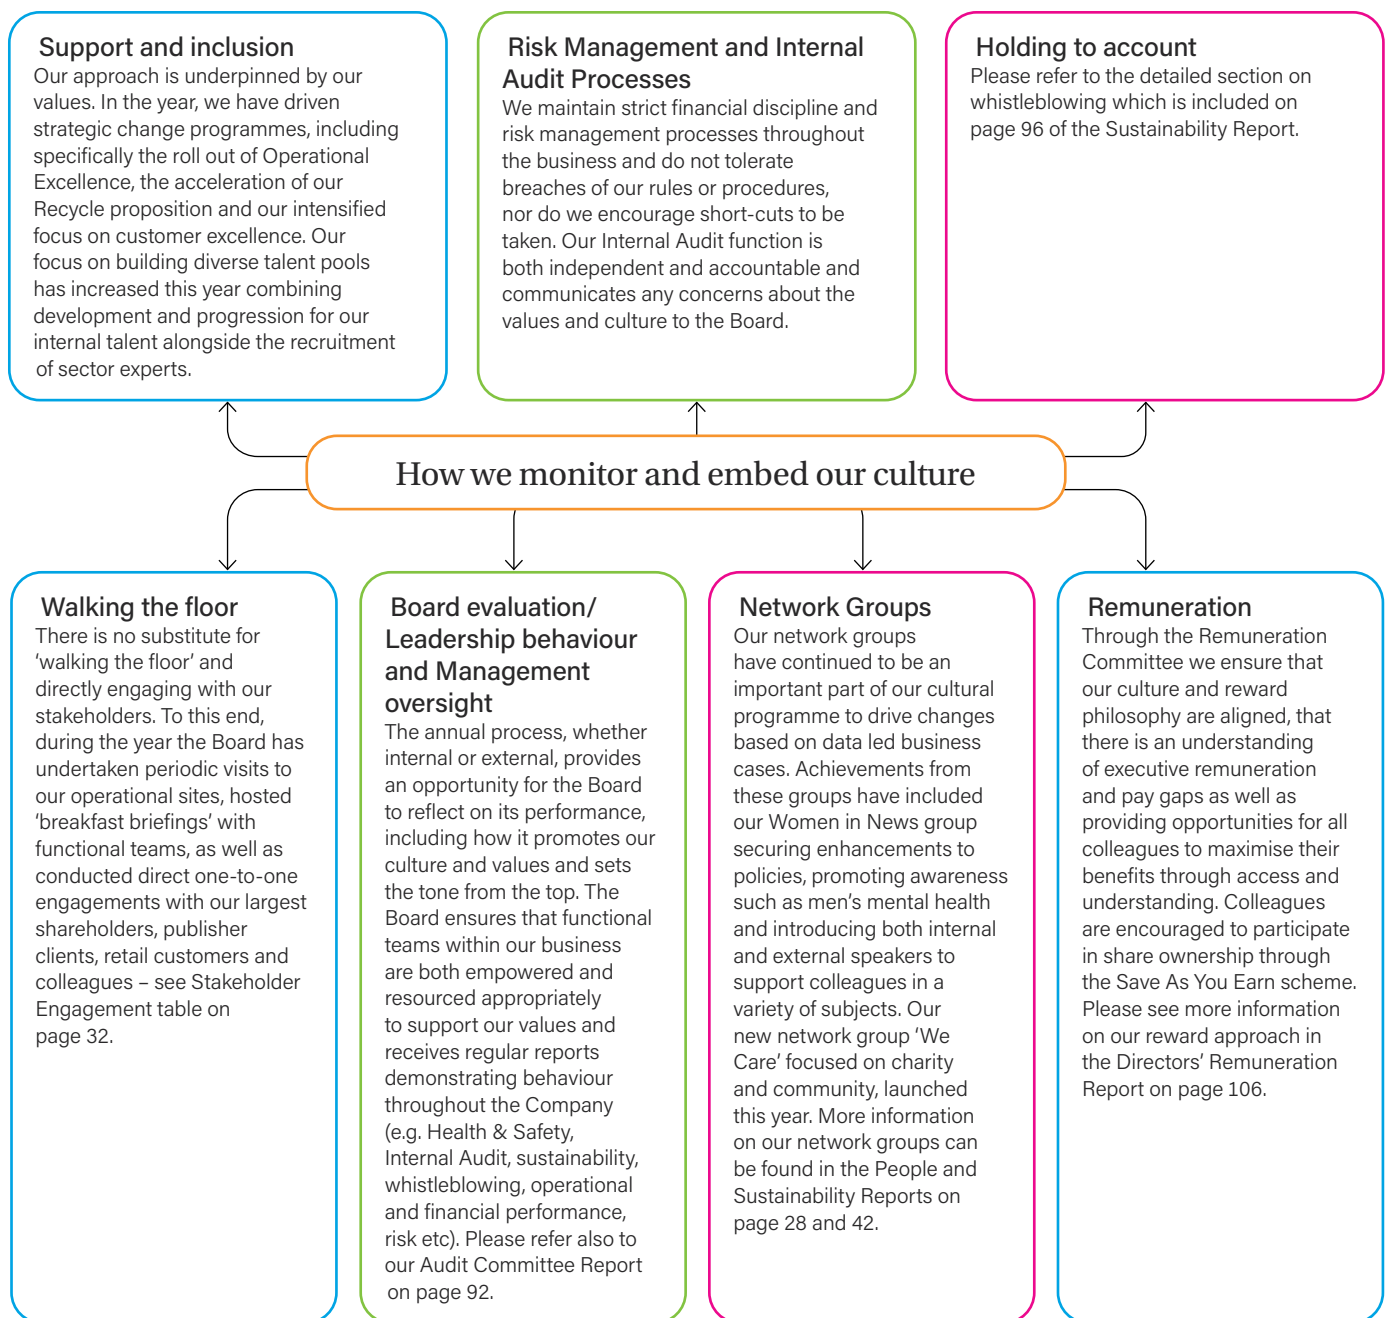 Support and inclusion
Our approach is underpinned by our
values. In the year, we have driven
strategic change programmes, including
specifically the roll out of Operational
Excellence, the acceleration of our
Recycle proposition and our intensified
focus on customer excellence. Our
focus on building diverse talent pools
has increased this year combining
development and progression for our
internal talent alongside the recruitment
of sector experts.
Risk Management and Internal
Audit Processes
We maintain strict financial discipline and
risk management processes throughout
the business and do not tolerate
breaches of our rules or procedures,
nor do we encourage short-cuts to be
taken. Our Internal Audit function is
both independent and accountable and
communicates any concerns about the
values and culture to the Board.
Holding to account
Please refer to the detailed section on
whistleblowing which is included on
page 96 of the Sustainability Report.
How we monitor and embed our culture
Walking the floor
There is no substitute for
‘walking the floor’ and
directly engaging with our
stakeholders. To this end,
during the year the Board has
undertaken periodic visits to
our operational sites, hosted
‘breakfast briefings’ with
functional teams, as well as
conducted direct one-to-one
engagements with our largest
shareholders, publisher
clients, retail customers and
colleagues – see Stakeholder
Engagement table on
page 32.
Board evaluation/
Leadership behaviour
and Management
oversight
The annual process, whether
internal or external, provides
an opportunity for the Board
to reflect on its performance,
including how it promotes our
culture and values and sets
the tone from the top. The
Board ensures that functional
teams within our business
are both empowered and
resourced appropriately
to support our values and
receives regular reports
demonstrating behaviour
throughout the Company
(e.g. Health & Safety,
Internal Audit, sustainability,
whistleblowing, operational
and financial performance,
risk etc). Please refer also to
our Audit Committee Report
on page 92.
Network Groups
Our network groups
have continued to be an
important part of our cultural
programme to drive changes
based on data led business
cases. Achievements from
these groups have included
our Women in News group
securing enhancements to
policies, promoting awareness
such as men’s mental health
and introducing both internal
and external speakers to
support colleagues in a
variety of subjects. Our
new network group ‘We
Care’ focused on charity
and community, launched
this year. More information
on our network groups can
be found in the People and
Sustainability Reports on
page 28 and 42.
Remuneration
Through the Remuneration
Committee we ensure that
our culture and reward
philosophy are aligned, that
there is an understanding
of executive remuneration
and pay gaps as well as
providing opportunities for all
colleagues to maximise their
benefits through access and
understanding. Colleagues
are encouraged to participate
in share ownership through
the Save As You Earn scheme.
Please see more information
on our reward approach in
the Directors’ Remuneration
Report on page 106.